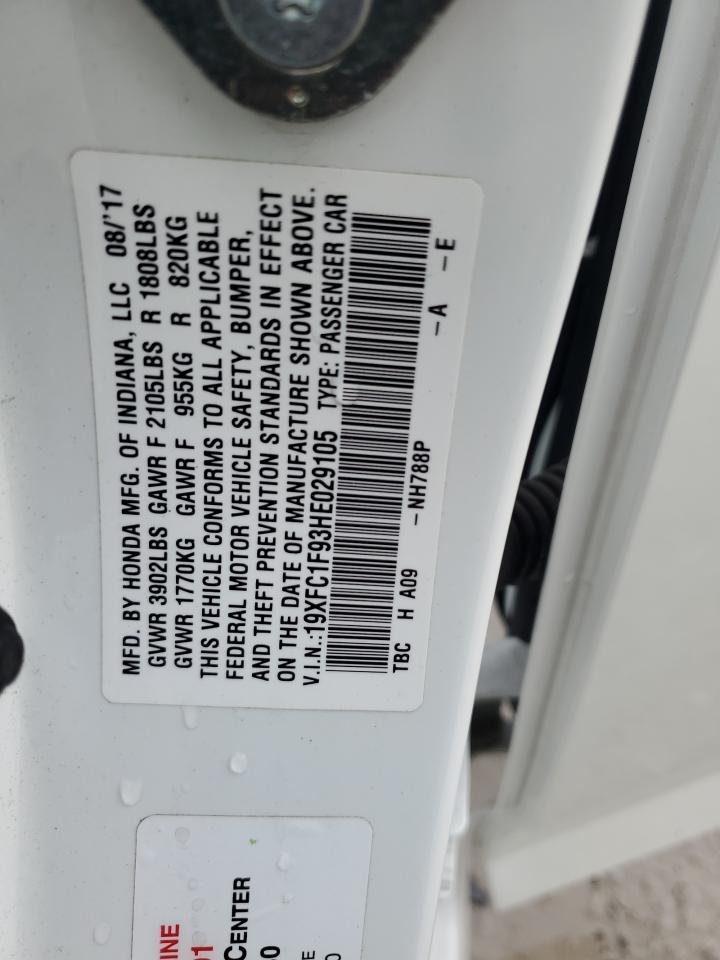 MFD. BY HONDA MFG. OF INDIANA, LLC 08/'17
GVWR 3902LBS GAWR F 2105LBS R 1808LBS
GVWR 1770KG GAWR F 955KG R 820KG
THIS VEHICLE CONFORMS TO ALL APPLICABLE
FEDERAL MOTOR VEHICLE SAFETY, BUMPER,
AND THEFT PREVENTION STANDARDS IN EFFECT
ON THE DATE OF MANUFACTURE SHOWN ABOVE.
V.I.N.:19XFC1F93HE029105 TYPE: PASSENGER CAR
TBC H A09 -NH788P -A -E
CENTER